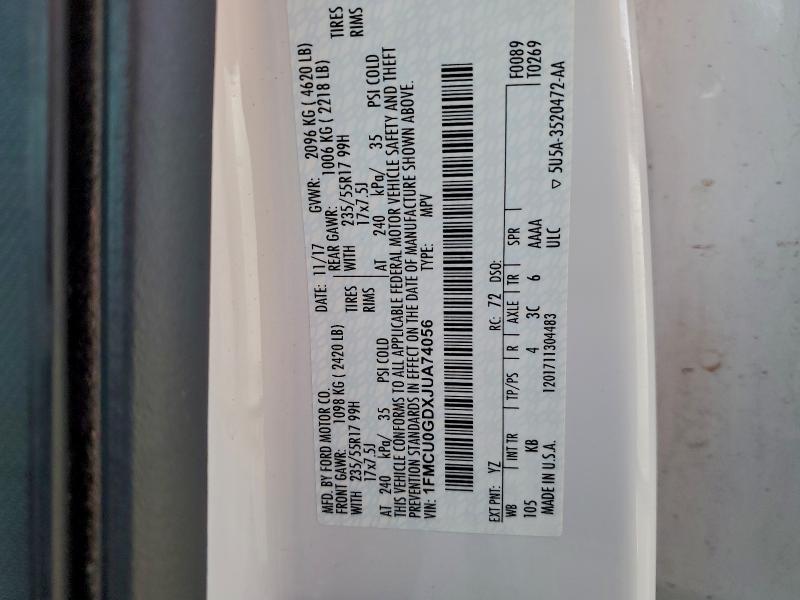 MFD. BY FORD MOTOR CO.
DATE: 11/17 GVWR: 2096 KG ( 4620 LB)
FRONT GAWR: 1098 KG ( 2420 LB) REAR GAWR: 1006 KG ( 2218 LB)
WITH 235/55R17 99H TIRES WITH 235/55R17 99H TIRES
17x7.5J RIMS 17x7.5J RIMS
AT 240 kPa/ 35 PSI COLD AT 240 kPa/ 35 PSI COLD
THIS VEHICLE CONFORMS TO ALL APPLICABLE FEDERAL MOTOR VEHICLE SAFETY AND THEFT
PREVENTION STANDARDS IN EFFECT ON THE DATE OF MANUFACTURE SHOWN ABOVE.
VIN: 1FMCU0GDXJUA74056 TYPE: MPV
EXT PNT: YZ RC: 72 DSO: F0089
WB INT TR TP/PS R AXLE TR SPR T0269
105 KB 4 3C 6 AAAA
MADE IN U.S.A. 1201711304483 ULC ▽ 5U5A-3520472-AA